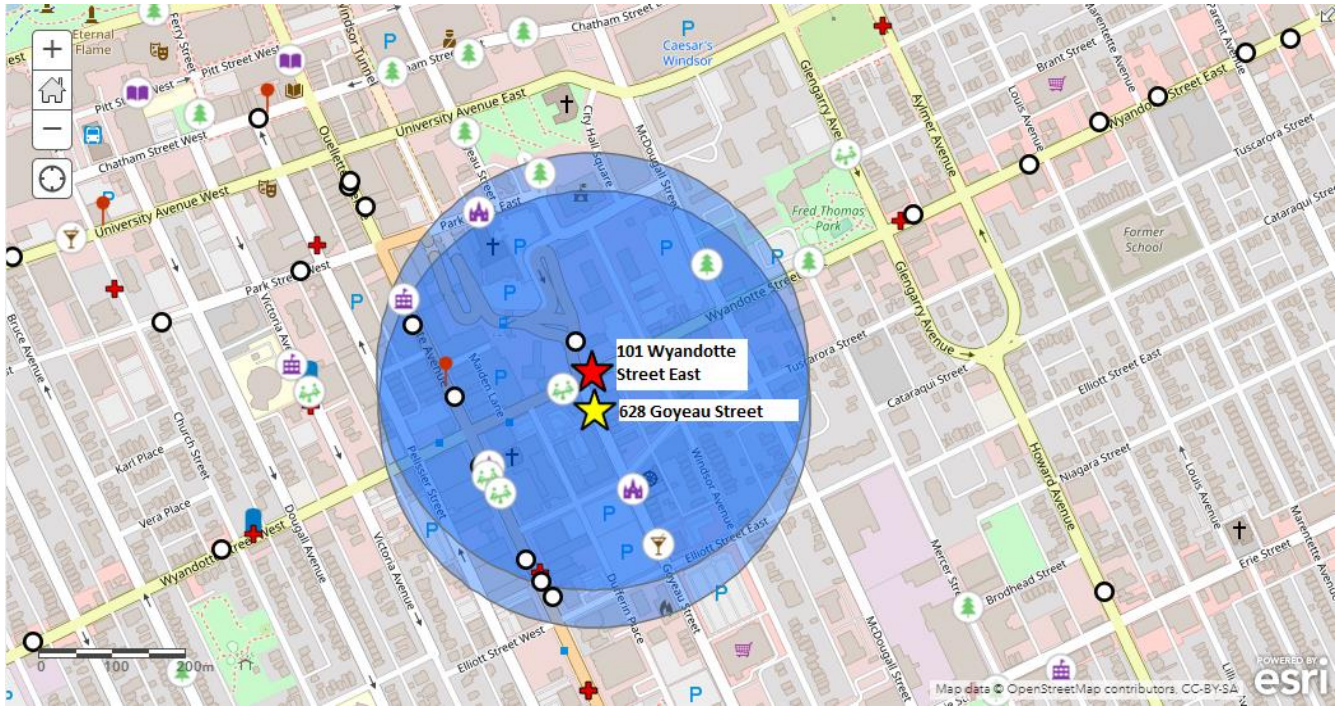 Eternal
Flame
Ferry Street
Pitt Street West
Pitt Street West
Chatham Street West
University Avenue West
Windsor Tunnel
Chatham Street East
University Avenue East
P
Caesar's
Windsor
City Hall Square
McDougall Street
Glengarry Avenue
Aylmer Avenue
Louis Avenue
Brant Street
Marentette Avenue
Parent Avenue
Wyandotte Street East
Tuscarora Street
Cataraqui Street
Former
School
Fred Thomas
Park
Park Street West
Victoria Ave
Bruce Avenue
Church Street
Karl Place
Vera Place
Wyandotte Street West
Dougall Avenue
Victoria Avenue
Pelissier Street
Maiden Lane
Wyandotte Street
101 Wyandotte
Street East
628 Goyeau Street
Tuscarora Street
Cataraqui Street
Glengarry Avenue
Elliott Street East
Niagara Street
Howard Avenue
Louis Avenue
Marentette Avenue
Erie Street
Windsor Avenue
Elliott Street East
Goyeau Street
Dufferin Place
Elliott Street West
Mercer Street
Brodhead Street
McDougall Street
0 100 200m
Map data © OpenStreetMap contributors, CC-BY-SA
POWERED BY
esri